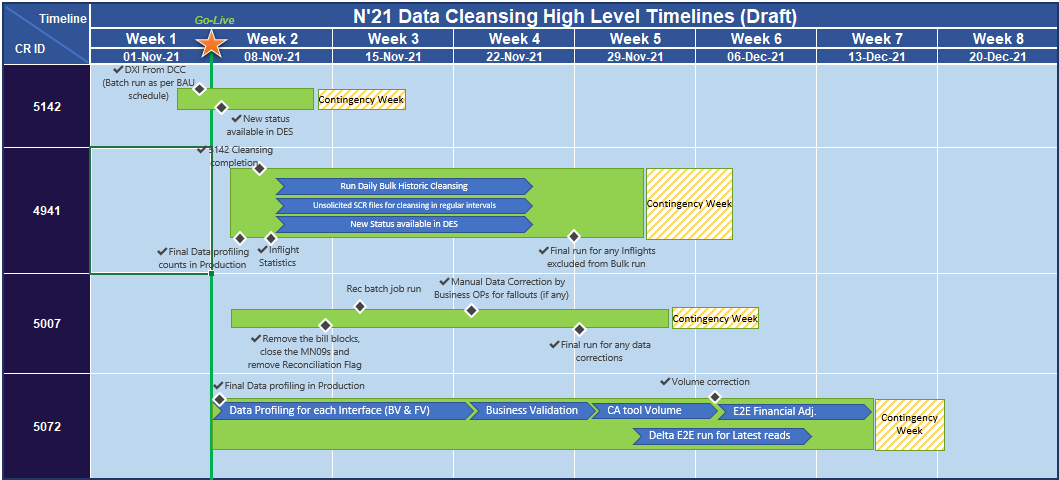 Timeline
CR ID
Go-Live
N'21 Data Cleansing High Level Timelines (Draft)
Week 1
Week 2
Week 3
Week 4
Week 5
Week 6
Week 7
Week 8
01-Nov-21
08-Nov-21
15-Nov-21
22-Nov-21
29-Nov-21
06-Dec-21
13-Dec-21
20-Dec-21
5142
✔ DXI From DCC
(Batch run as per BAU
schedule)
✔ New status
available in DES
Contingency Week
4941
✔ 5142 Cleansing
completion
Run Daily Bulk Historic Cleansing
Unsolicited SCR files for cleansing in regular intervals
New Status available in DES
Contingency Week
✔ Final Data profiling
counts in Production
✔ Inflight
Statistics
✔ Final run for any Inflights
excluded from Bulk run
5007
Rec batch job run
✔ Manual Data Correction by
Business OPs for fallouts (if any)
Contingency Week
✔ Remove the bill blocks,
close the MN09s and
remove Reconciliation Flag
✔ Final run for any data
corrections
5072
✔ Final Data profiling in Production
✔ Volume correction
Data Profiling for each Interface (BV & FV)
Business Validation
CA tool Volume
E2E Financial Adj.
Delta E2E run for Latest reads
Contingency
Week